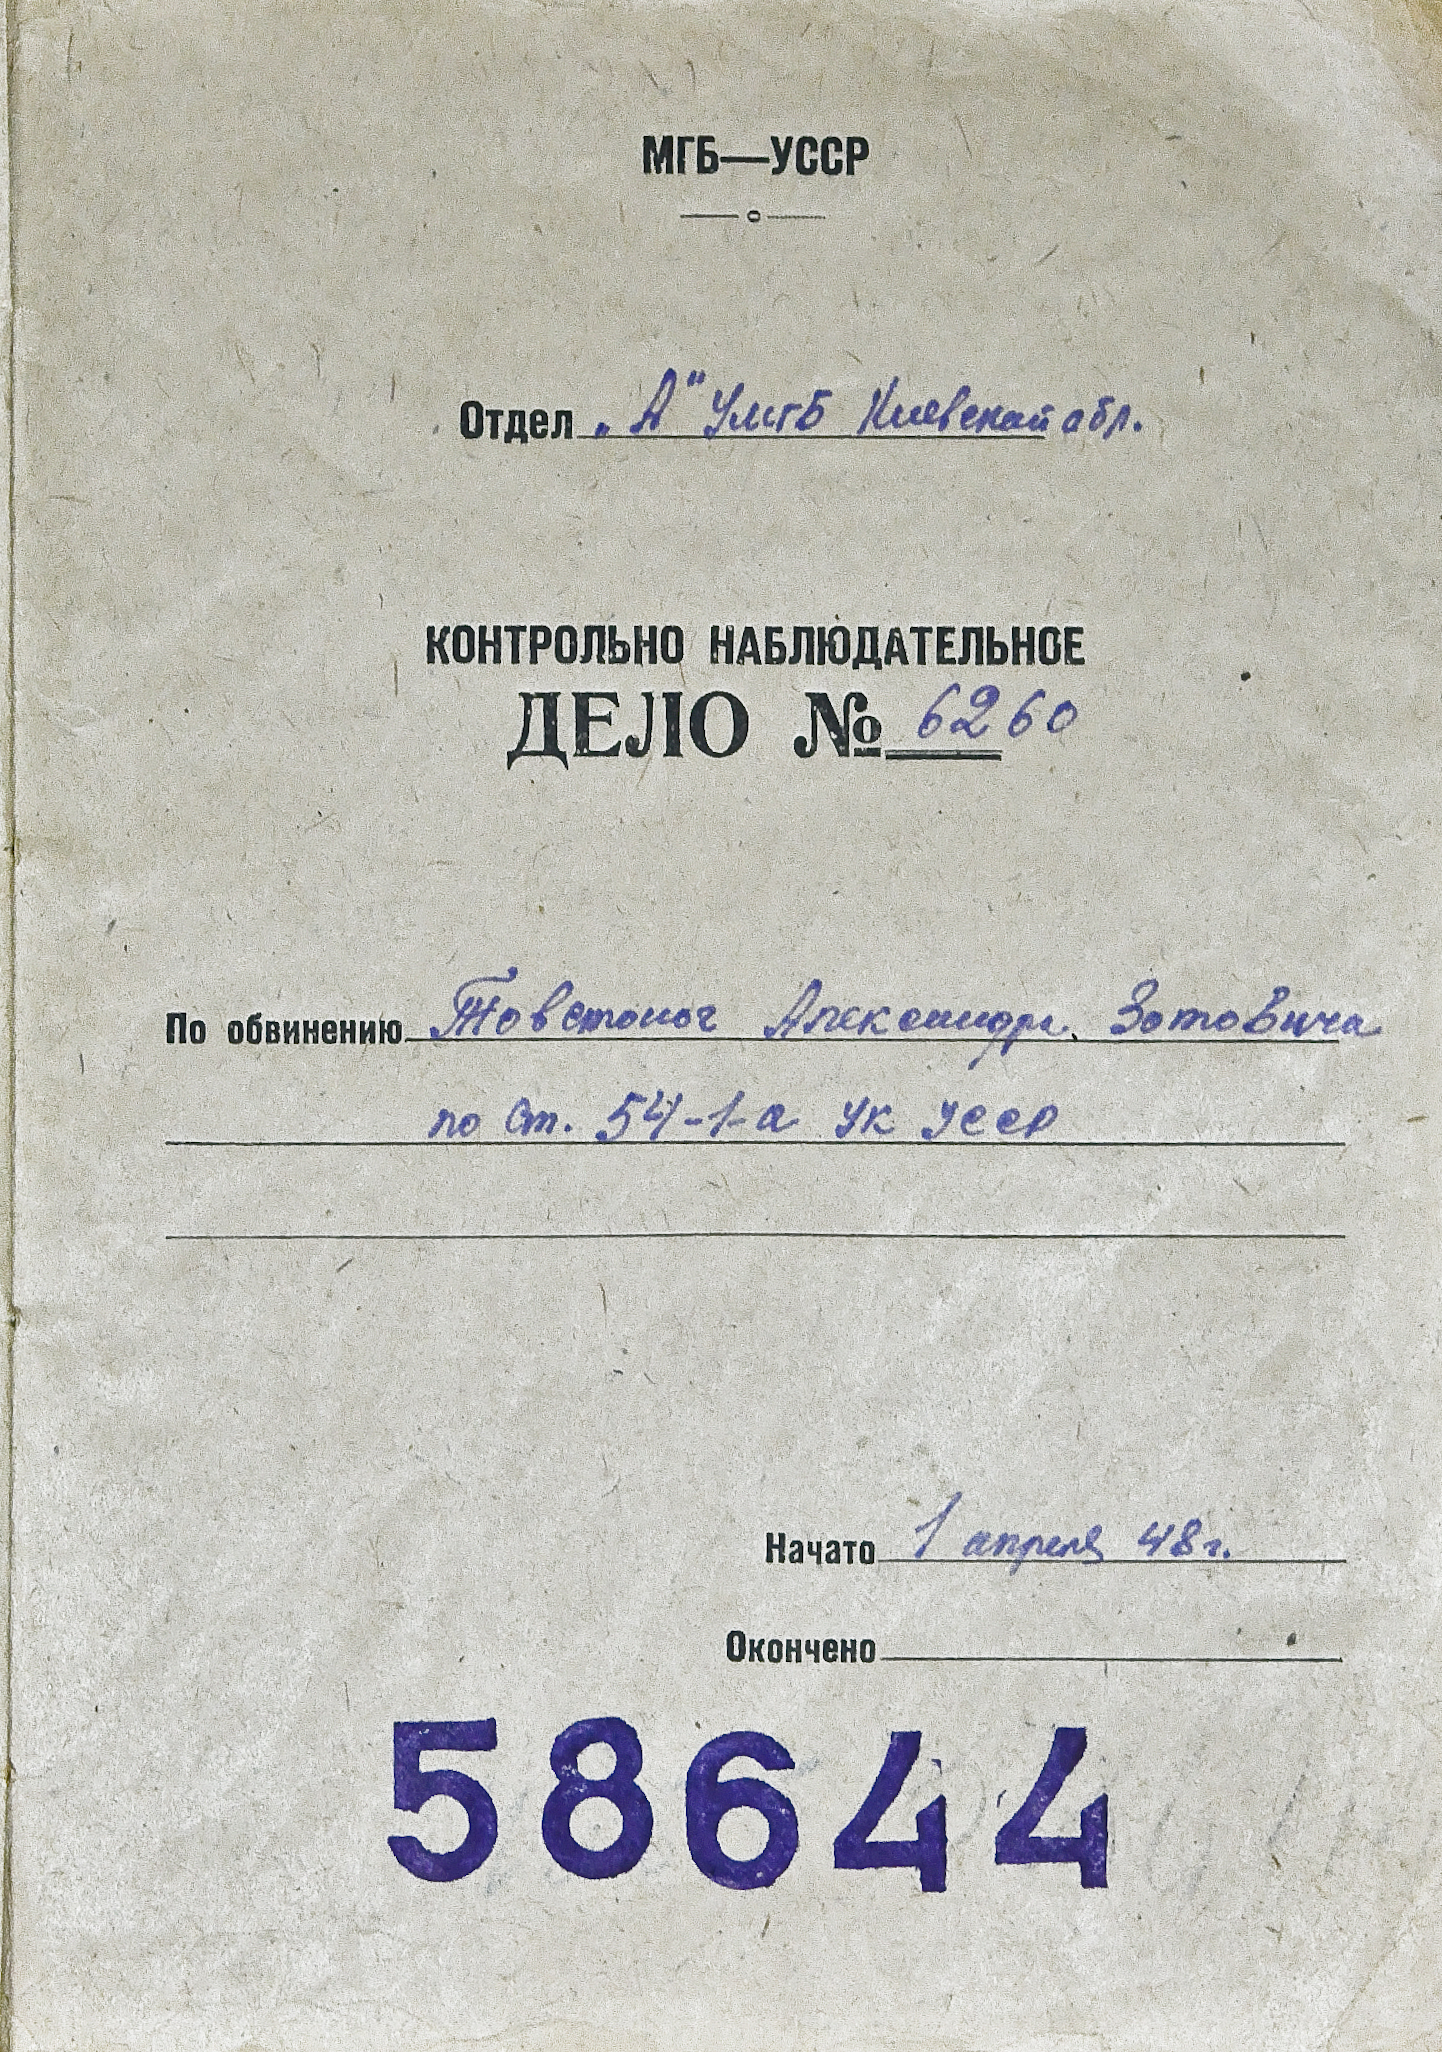 МГБ—УССР
Отдел „А" УМГБ Киевской обл.
КОНТРОЛЬНО НАБЛЮДАТЕЛЬНОЕ
ДЕЛО № 6260
По обвинению Товстоног Александра Зотовича
по ст. 54-1-а УК УССР
Начато 1 апреля 48 г.
Окончено
58644